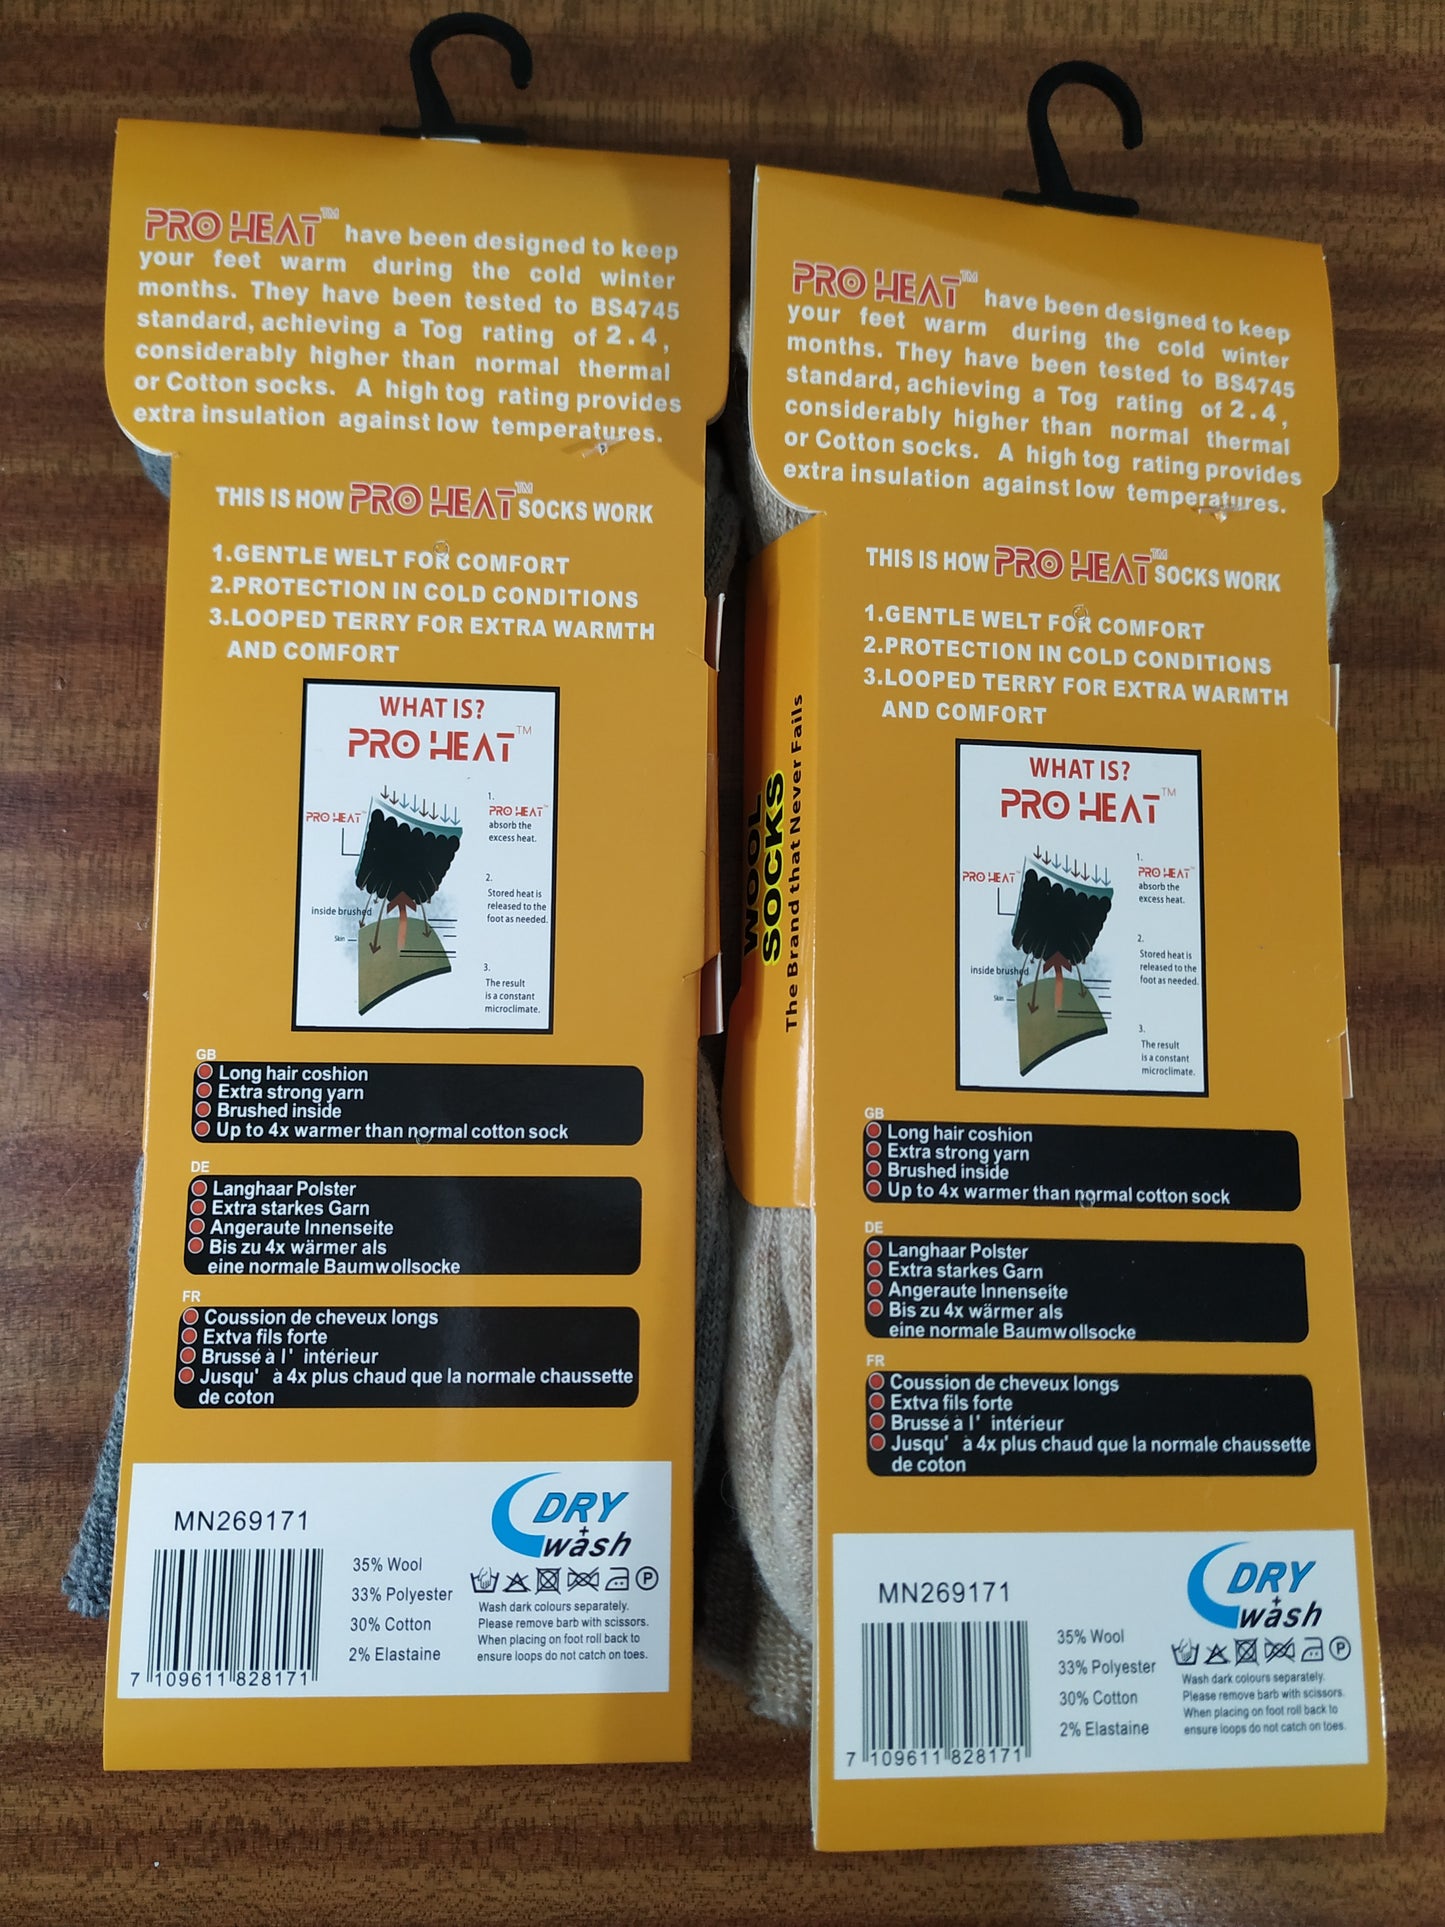 PRO HEAT™ have been designed to keep
your feet warm during the cold winter
months. They have been tested to BS4745
standard, achieving a Tog rating of 2.4,
considerably higher than normal thermal
or Cotton socks. A high tog rating provides
extra insulation against low temperatures.
THIS IS HOW PRO HEAT™ SOCKS WORK
1.GENTLE WELT FOR COMFORT
2.PROTECTION IN COLD CONDITIONS
3.LOOPED TERRY FOR EXTRA WARMTH
AND COMFORT
WHAT IS?
PRO HEAT™
PRO HEAT™
inside brushed
Skin
1.
PRO HEAT™
absorb the
excess heat.
2.
Stored heat is
released to the
foot as needed.
3.
The result
is a constant
microclimate.
GB
Long hair coshion
Extra strong yarn
Brushed inside
Up to 4x warmer than normal cotton sock
DE
Langhaar Polster
Extra starkes Garn
Angeraute Innenseite
Bis zu 4x wärmer als
eine normale Baumwollsocke
FR
Coussion de cheveux longs
Extva fils forte
Brussé à l' intérieur
Jusqu' à 4x plus chaud que la normale chaussette
de coton
MN269171
7 109611 828171
35% Wool
33% Polyester
30% Cotton
2% Elastaine
DRY
+
wash
P
Wash dark colours separately.
Please remove barb with scissors.
When placing on foot roll back to
ensure loops do not catch on toes.
WOOL
SOCKS
The Brand that Never Fails
PRO HEAT™ have been designed to keep
your feet warm during the cold winter
months. They have been tested to BS4745
standard, achieving a Tog rating of 2.4,
considerably higher than normal thermal
or Cotton socks. A high tog rating provides
extra insulation against low temperatures.
THIS IS HOW PRO HEAT™ SOCKS WORK
1.GENTLE WELT FOR COMFORT
2.PROTECTION IN COLD CONDITIONS
3.LOOPED TERRY FOR EXTRA WARMTH
AND COMFORT
WHAT IS?
PRO HEAT™
PRO HEAT™
inside brushed
Skin
1.
PRO HEAT™
absorb the
excess heat.
2.
Stored heat is
released to the
foot as needed.
3.
The result
is a constant
microclimate.
GB
Long hair coshion
Extra strong yarn
Brushed inside
Up to 4x warmer than normal cotton sock
DE
Langhaar Polster
Extra starkes Garn
Angeraute Innenseite
Bis zu 4x wärmer als
eine normale Baumwollsocke
FR
Coussion de cheveux longs
Extva fils forte
Brussé à l' intérieur
Jusqu' à 4x plus chaud que la normale chaussette
de coton
MN269171
7 109611 828171
35% Wool
33% Polyester
30% Cotton
2% Elastaine
DRY
+
wash
P
Wash dark colours separately.
Please remove barb with scissors.
When placing on foot roll back to
ensure loops do not catch on toes.